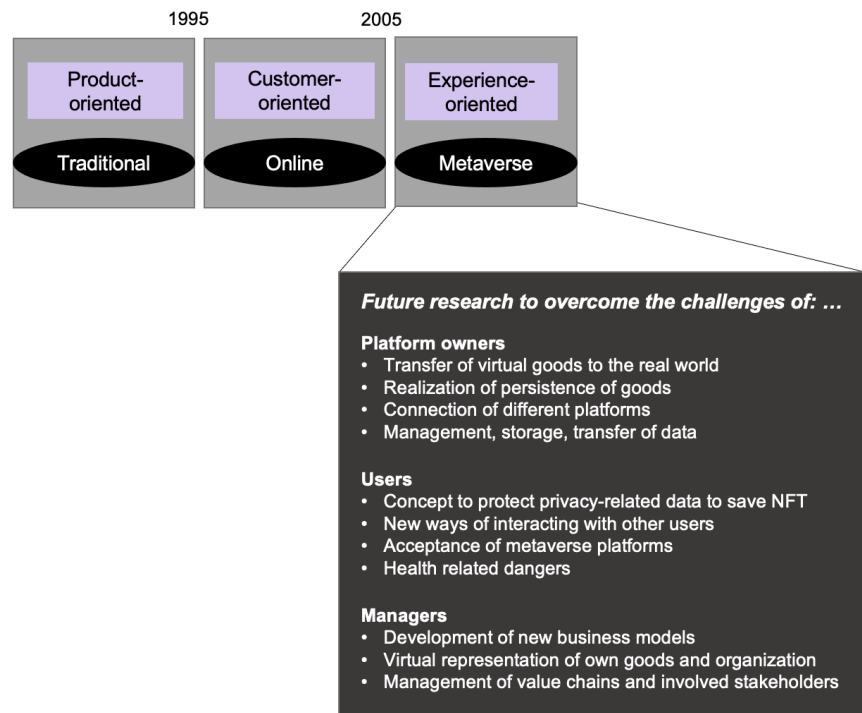 1995
2005
Product-
oriented
Customer-
oriented
Experience-
oriented
Traditional
Online
Metaverse
Future research to overcome the challenges of: …
Platform owners
• Transfer of virtual goods to the real world
• Realization of persistence of goods
• Connection of different platforms
• Management, storage, transfer of data
Users
• Concept to protect privacy-related data to save NFT
• New ways of interacting with other users
• Acceptance of metaverse platforms
• Health related dangers
Managers
• Development of new business models
• Virtual representation of own goods and organization
• Management of value chains and involved stakeholders